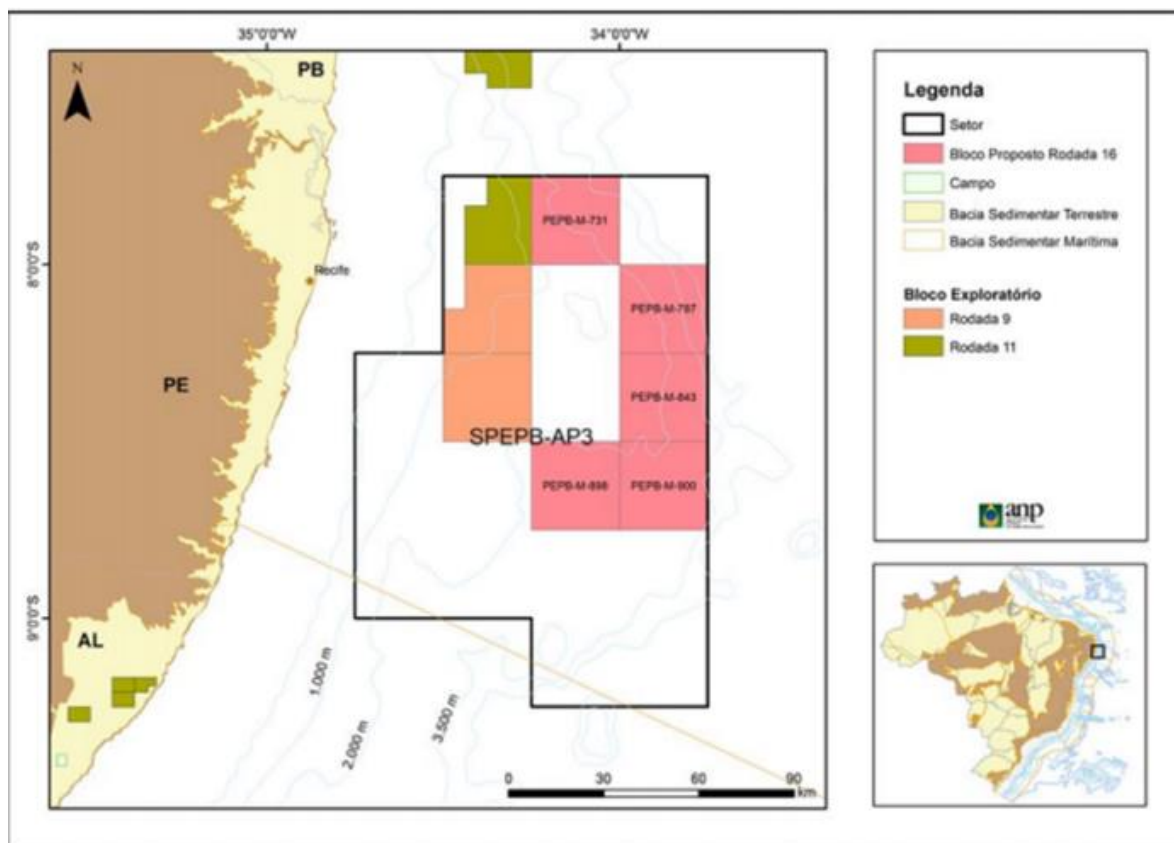 35°0'0"W
34°0'0"W
N
PB
Recife
8°0'0"S
PE
9°0'0"S
AL
PEPB-M-731
PEPB-M-787
PEPB-M-843
SPEPB-AP3
PEPB-M-898
PEPB-M-900
1.000 m
2.000 m
3.500 m
0 30 60 90
km
Legenda
Setor
Bloco Proposto Rodada 16
Campo
Bacia Sedimentar Terrestre
Bacia Sedimentar Marítima
Bloco Exploratório
Rodada 9
Rodada 11
anp